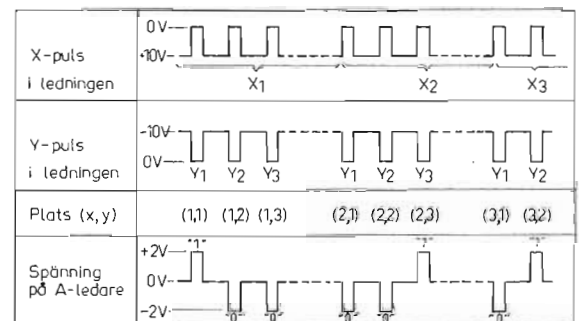 X-puls
i ledningen
0V
+10V
X1 X2 X3
Y-puls
i ledningen
-10V
0V
Y1 Y2 Y3 Y1 Y2 Y3 Y1 Y2
Plats (x,y) (1,1) (1,2) (1,3) (2,1) (2,2) (2,3) (3,1) (3,2)
Spänning
på A-ledare
+2V
0V
-2V
"1"
"0" "0" "0" "0" "0"